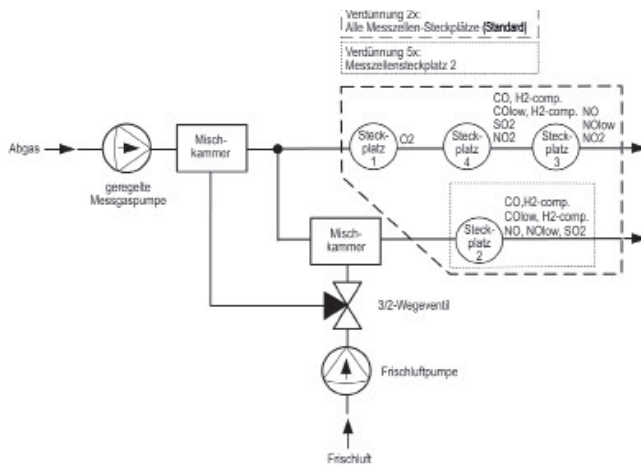 Verdünnung 2x:
Alle Messzellen-Steckplätze (Standard)
Verdünnung 5x:
Messzellensteckplatz 2
Abgas
geregelte
Messgaspumpe
Misch-
kammer
Steck-
platz
1
O2
CO, H2-comp.
COlow, H2-comp.
SO2
NO2
Steck-
platz
4
Steck-
platz
3
NO
NOlow
NO2
Misch-
kammer
Steck-
platz
2
CO,H2-comp.
COlow, H2-comp.
NO, NOlow, SO2
3/2-Wegeventil
Frischluftpumpe
Frischluft